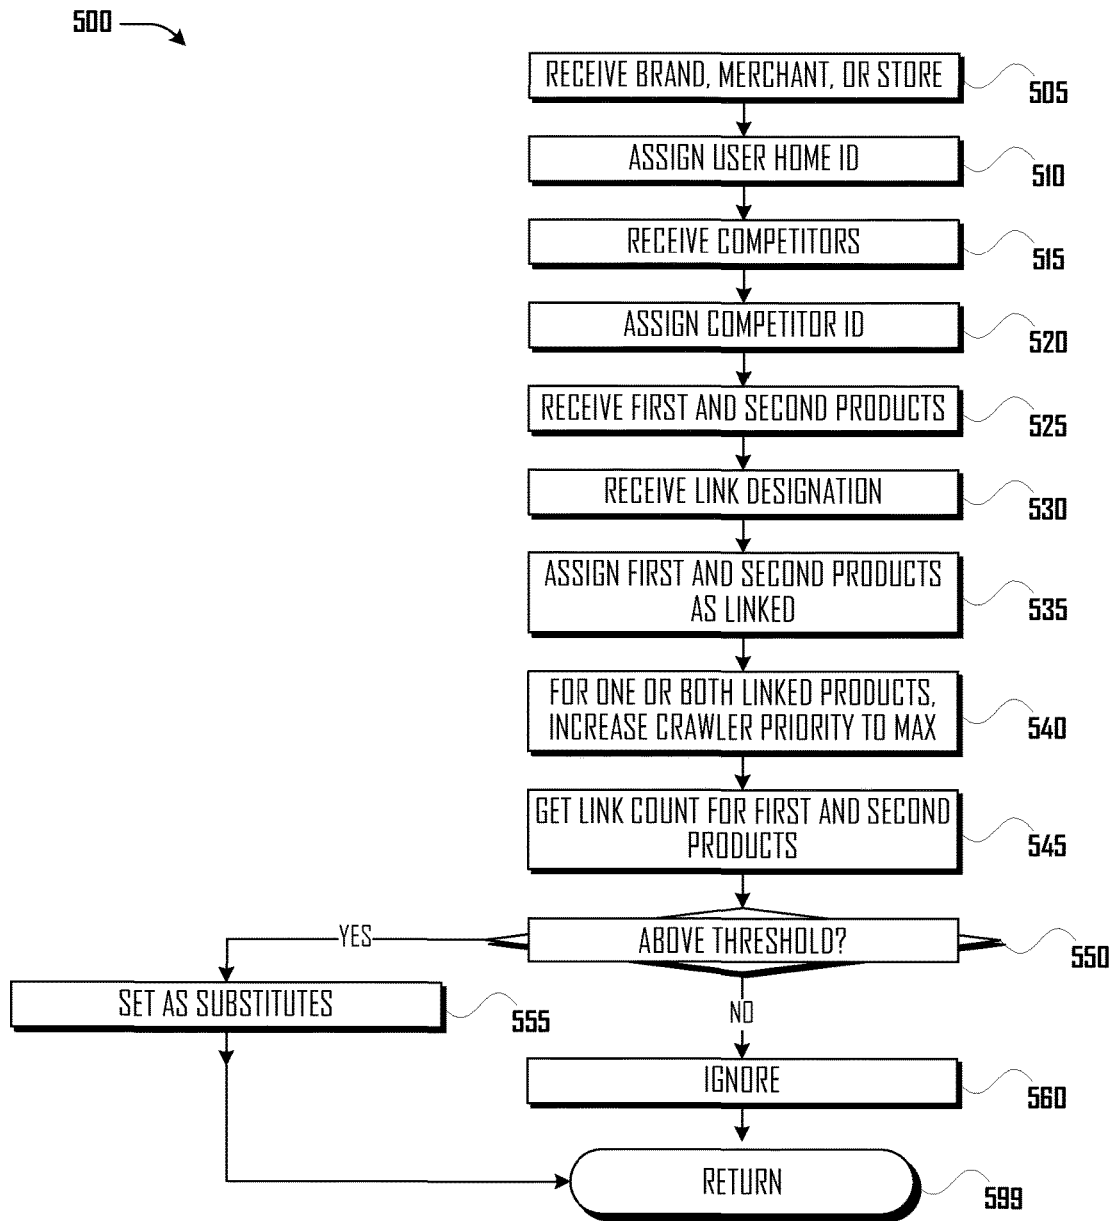 500
RECEIVE BRAND, MERCHANT, OR STORE
505
ASSIGN USER HOME ID
510
RECEIVE COMPETITORS
515
ASSIGN COMPETITOR ID
520
RECEIVE FIRST AND SECOND PRODUCTS
525
RECEIVE LINK DESIGNATION
530
ASSIGN FIRST AND SECOND PRODUCTS
AS LINKED
535
FOR ONE OR BOTH LINKED PRODUCTS,
INCREASE CRAWLER PRIORITY TO MAX
540
GET LINK COUNT FOR FIRST AND SECOND
PRODUCTS
545
YES
ABOVE THRESHOLD?
550
SET AS SUBSTITUTES
555
NO
IGNORE
560
RETURN
599